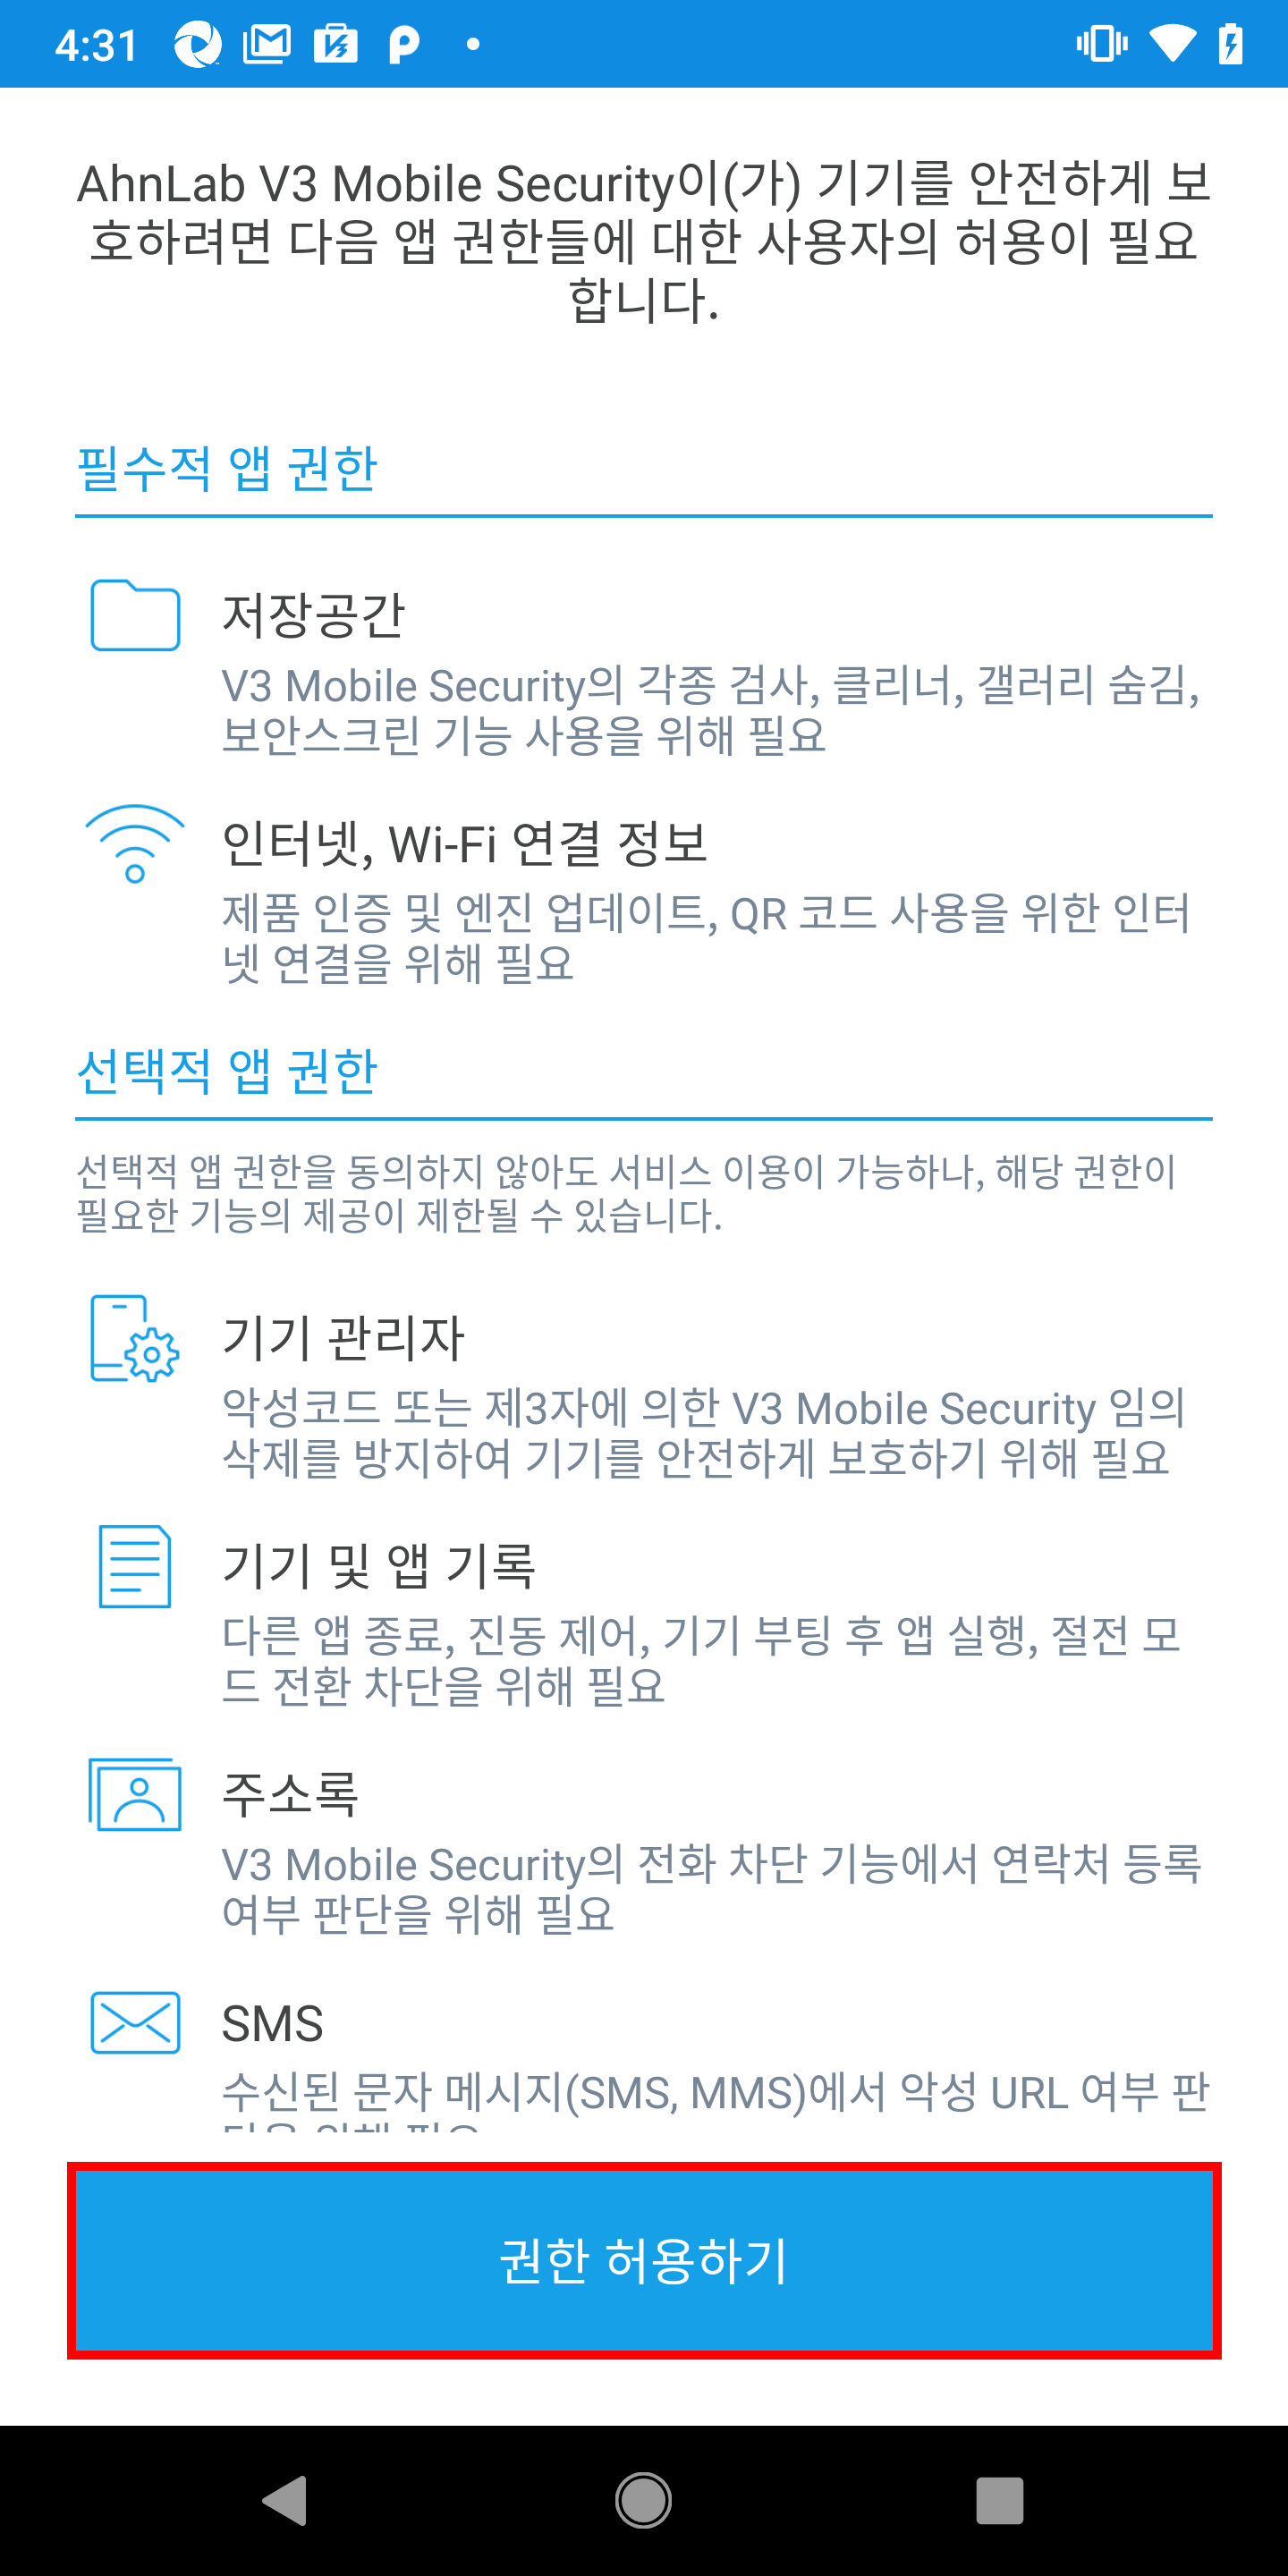 4:31
AhnLab V3 Mobile Security이(가) 기기를 안전하게 보
호하려면 다음 앱 권한들에 대한 사용자의 허용이 필요
합니다.
필수적 앱 권한
저장공간
V3 Mobile Security의 각종 검사, 클리너, 갤러리 숨김,
보안스크린 기능 사용을 위해 필요
인터넷, Wi-Fi 연결 정보
제품 인증 및 엔진 업데이트, QR 코드 사용을 위한 인터
넷 연결을 위해 필요
선택적 앱 권한
선택적 앱 권한을 동의하지 않아도 서비스 이용이 가능하나, 해당 권한이
필요한 기능의 제공이 제한될 수 있습니다.
기기 관리자
악성코드 또는 제3자에 의한 V3 Mobile Security 임의
삭제를 방지하여 기기를 안전하게 보호하기 위해 필요
기기 및 앱 기록
다른 앱 종료, 진동 제어, 기기 부팅 후 앱 실행, 절전 모
드 전환 차단을 위해 필요
주소록
V3 Mobile Security의 전화 차단 기능에서 연락처 등록
여부 판단을 위해 필요
SMS
수신된 문자 메시지(SMS, MMS)에서 악성 URL 여부 판
권한 허용하기